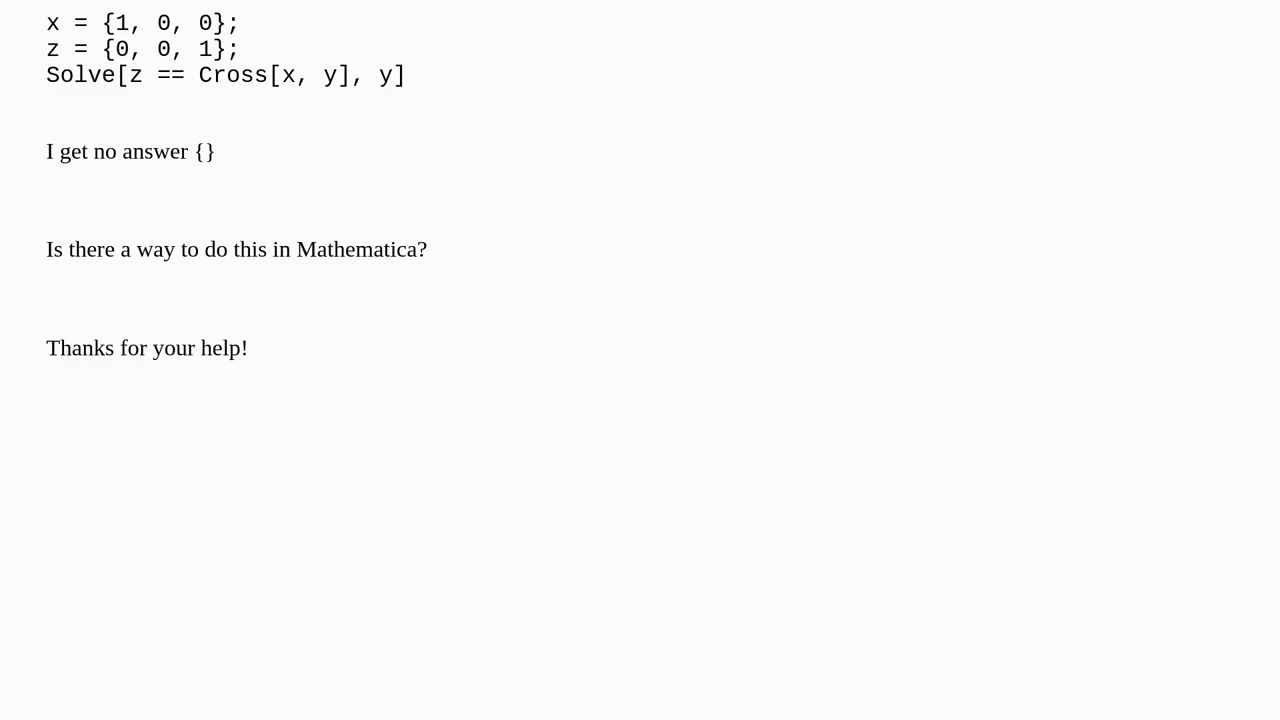 x = {1, 0, 0};
z = {0, 0, 1};
Solve[z == Cross[x, y], y]
I get no answer {}
Is there a way to do this in Mathematica?
Thanks for your help!